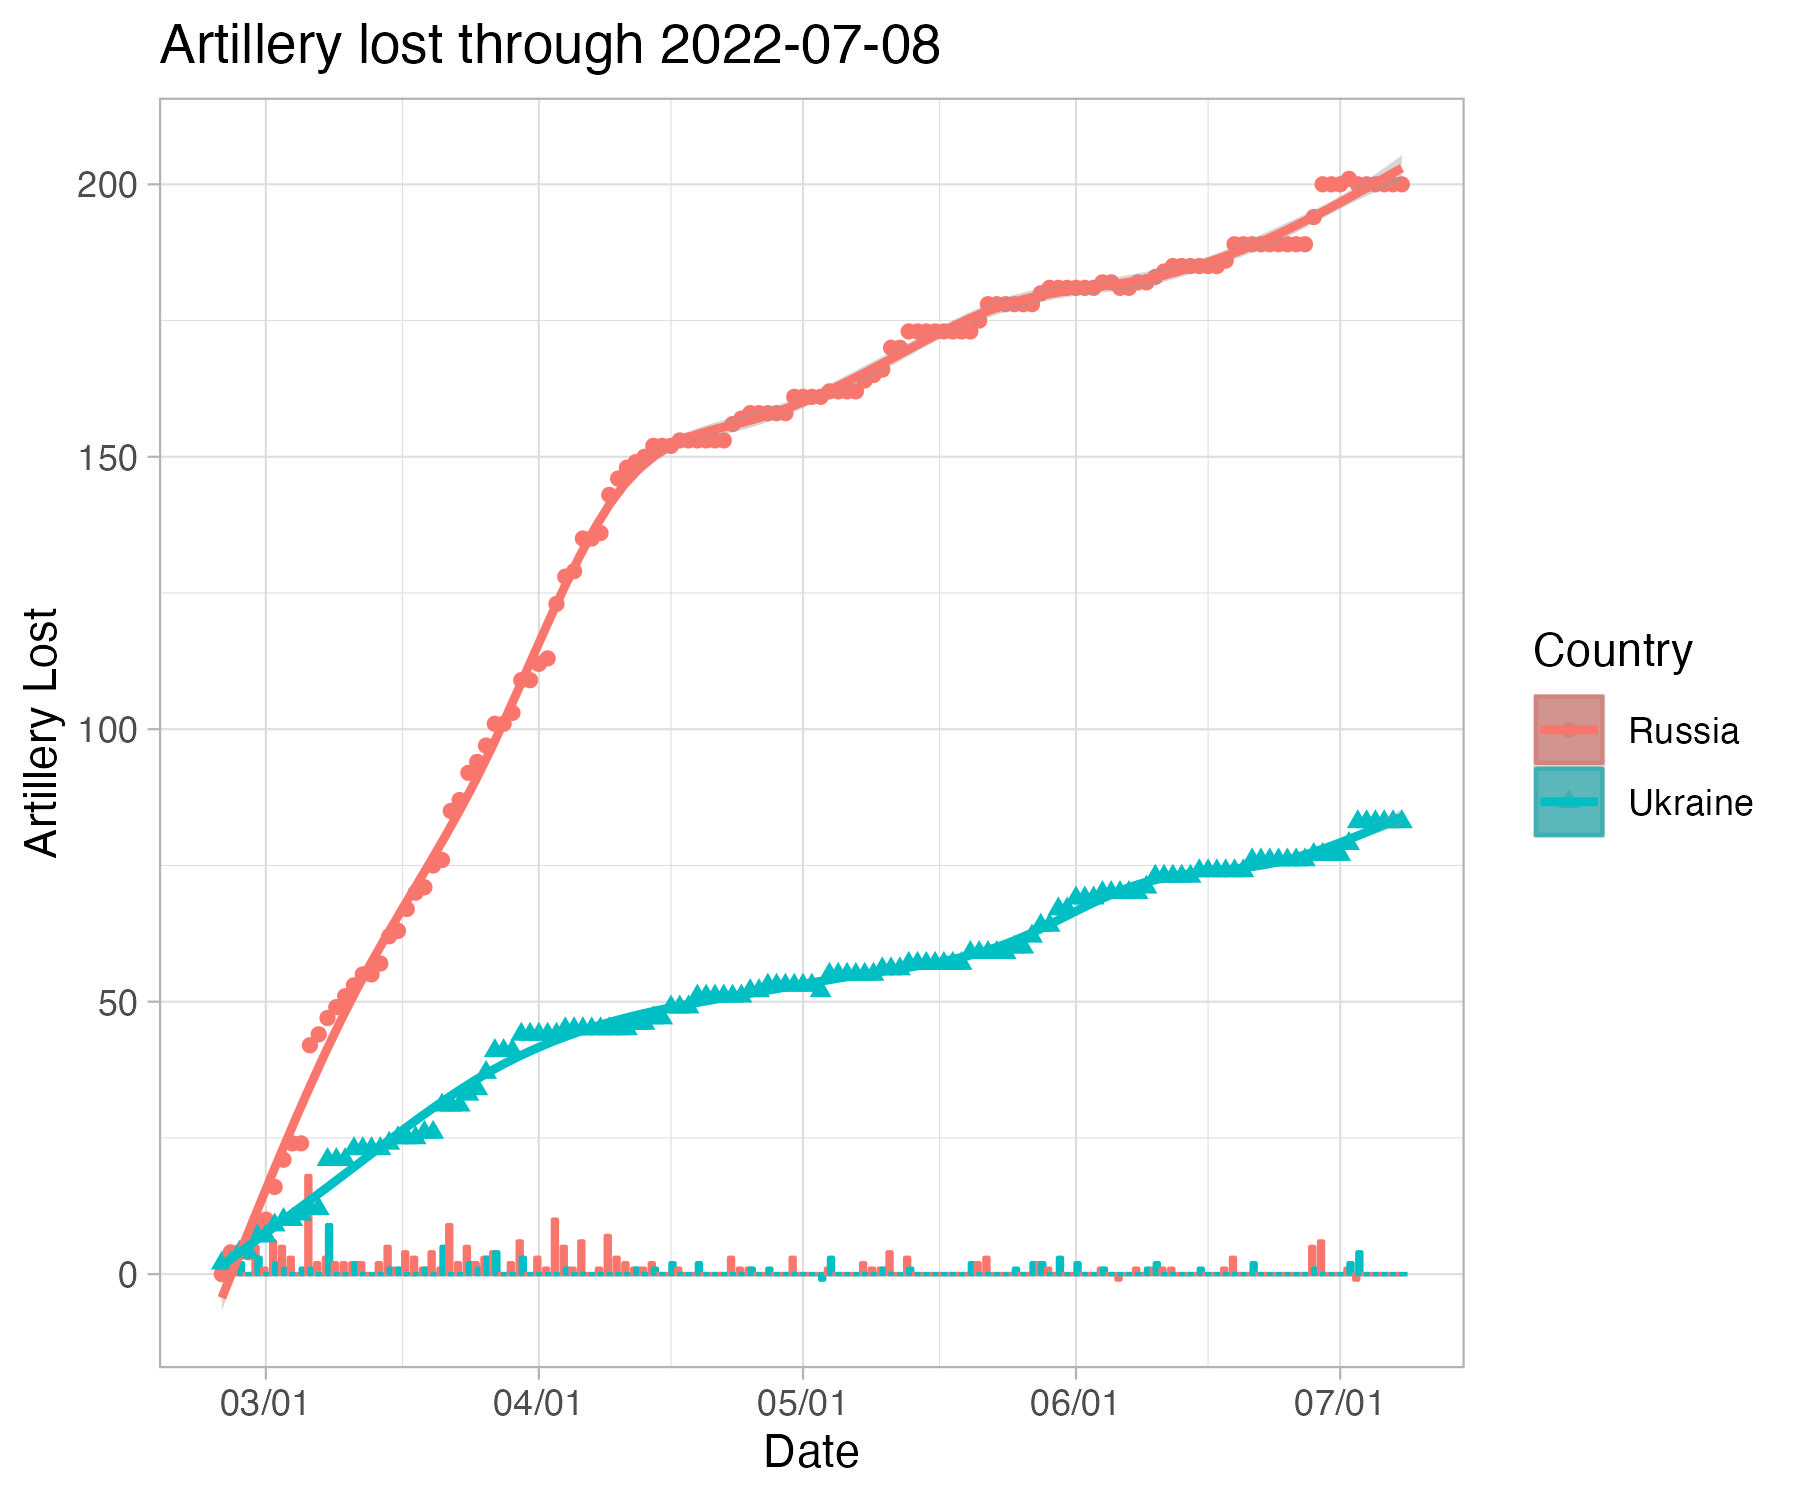 Artillery lost through 2022-07-08
Artillery Lost
200
150
100
50
0
03/01
04/01
05/01
06/01
07/01
Date
Country
Russia
Ukraine